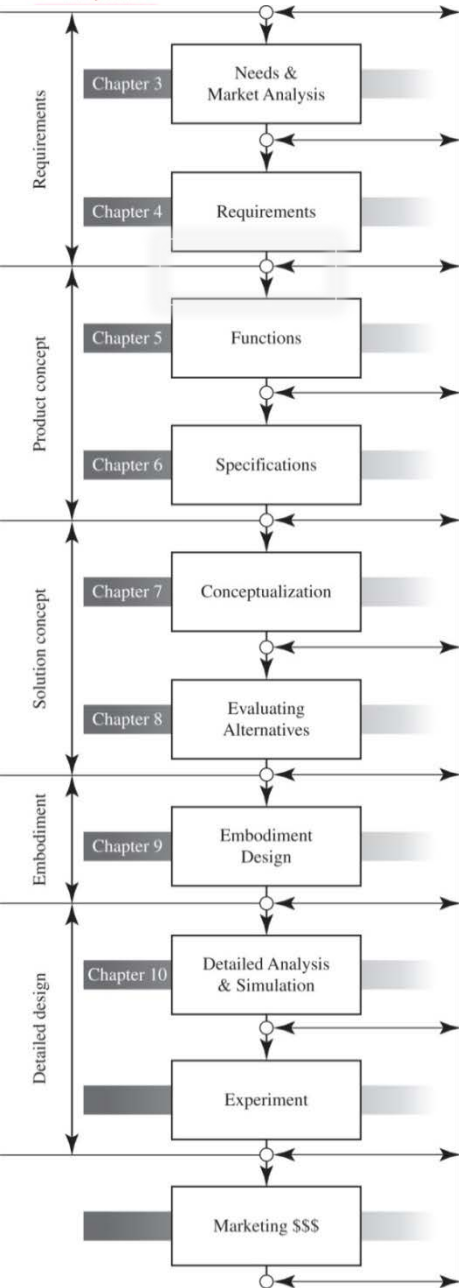 Requirements
Chapter 3
Needs &
Market Analysis
Chapter 4
Requirements
Product concept
Chapter 5
Functions
Chapter 6
Specifications
Solution concept
Chapter 7
Conceptualization
Chapter 8
Evaluating
Alternatives
Embodiment
Chapter 9
Embodiment
Design
Detailed design
Chapter 10
Detailed Analysis
& Simulation
Experiment
Marketing $$$